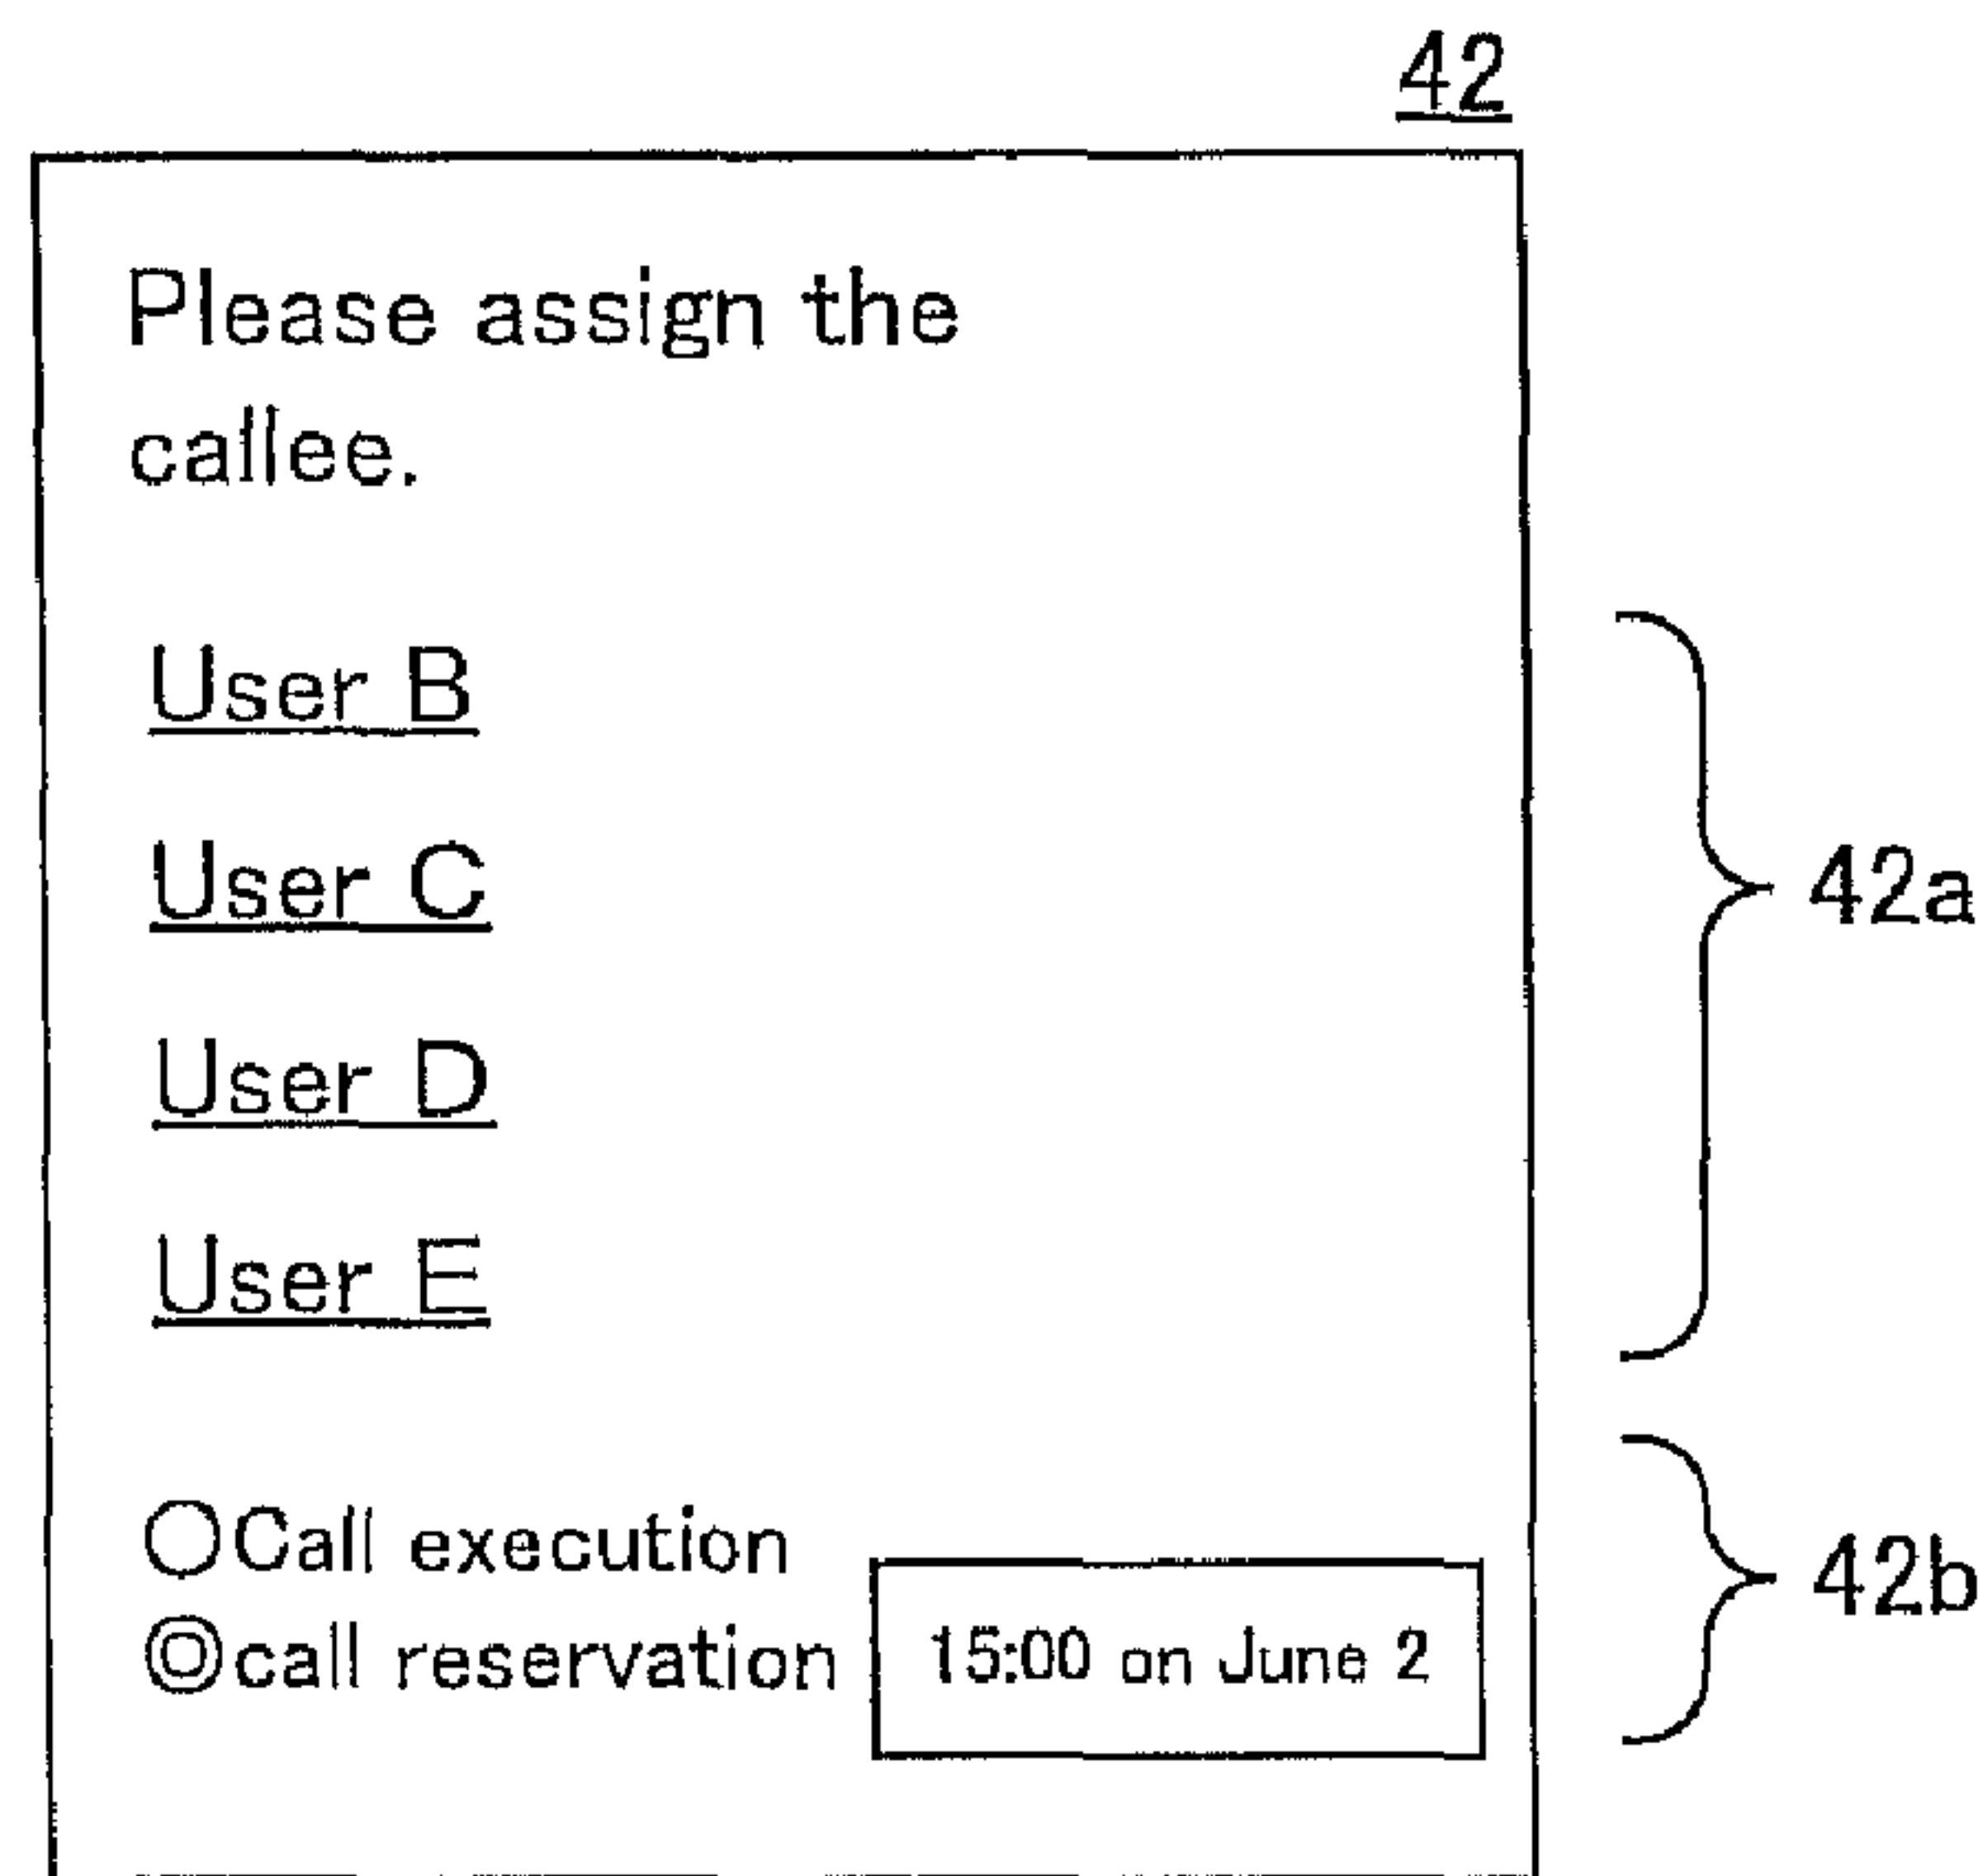 42
Please assign the
callee.
User B
User C
42a
User D
User E
○Call execution
◎call reservation 15:00 on June 2
42b